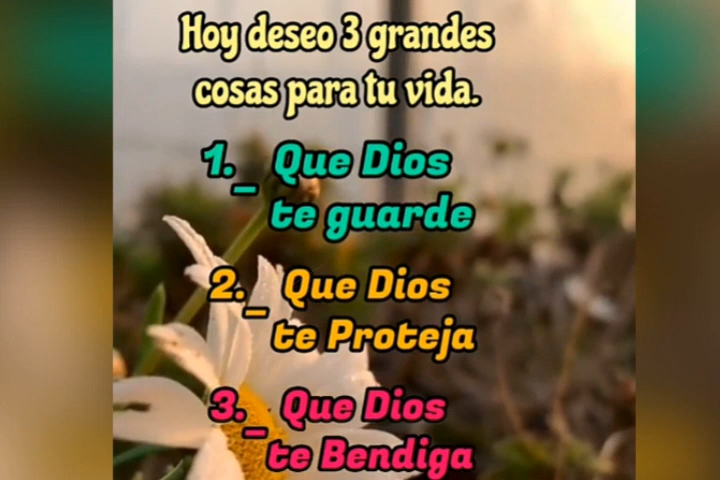 Hoy deseo 3 grandes
cosas para tu vida.
1._ Que Dios
te guarde
2._ Que Dios
te Proteja
3._ Que Dios
te Bendiga